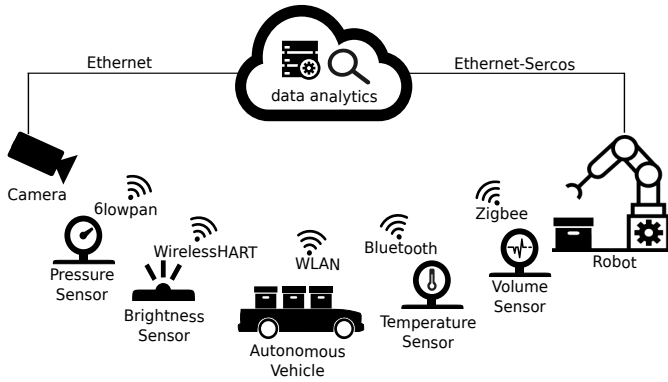 Ethernet
Ethernet-Sercos
data analytics
Camera
6lowpan
Zigbee
WirelessHART
WLAN
Bluetooth
Robot
Pressure
Sensor
Volume
Sensor
Brightness
Sensor
Temperature
Sensor
Autonomous
Vehicle